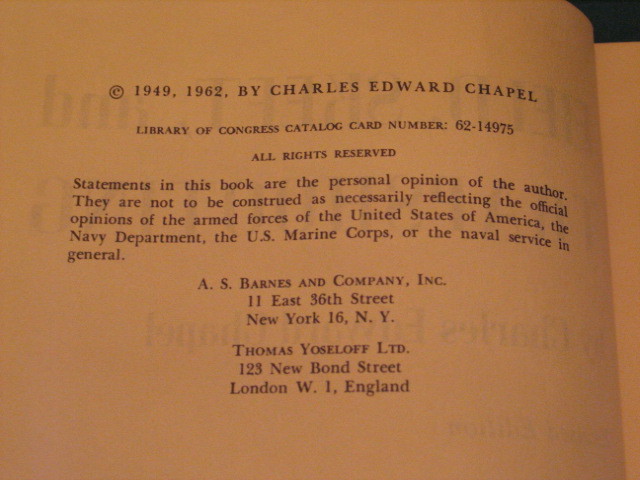 © 1949, 1962, BY CHARLES EDWARD CHAPEL
LIBRARY OF CONGRESS CATALOG CARD NUMBER: 62-14975
ALL RIGHTS RESERVED
Statements in this book are the personal opinion of the author.
They are not to be construed as necessarily reflecting the official
opinions of the armed forces of the United States of America, the
Navy Department, the U.S. Marine Corps, or the naval service in
general.
A. S. BARNES AND COMPANY, INC.
11 East 36th Street
New York 16, N. Y.
THOMAS YOSELOFF LTD.
123 New Bond Street
London W. 1, England